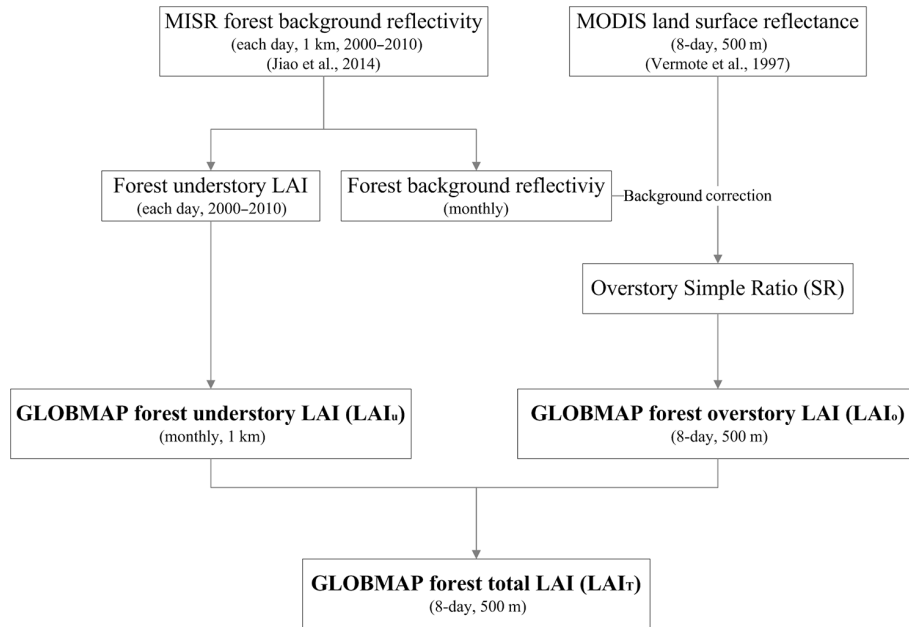 MISR forest background reflectivity
(each day, 1 km, 2000–2010)
(Jiao et al., 2014)
MODIS land surface reflectance
(8-day, 500 m)
(Vermote et al., 1997)
Forest understory LAI
(each day, 2000–2010)
Forest background reflectiviy
(monthly)
Background correction
Overstory Simple Ratio (SR)
GLOBMAP forest understory LAI (LAIu)
(monthly, 1 km)
GLOBMAP forest overstory LAI (LAIo)
(8-day, 500 m)
GLOBMAP forest total LAI (LAIT)
(8-day, 500 m)